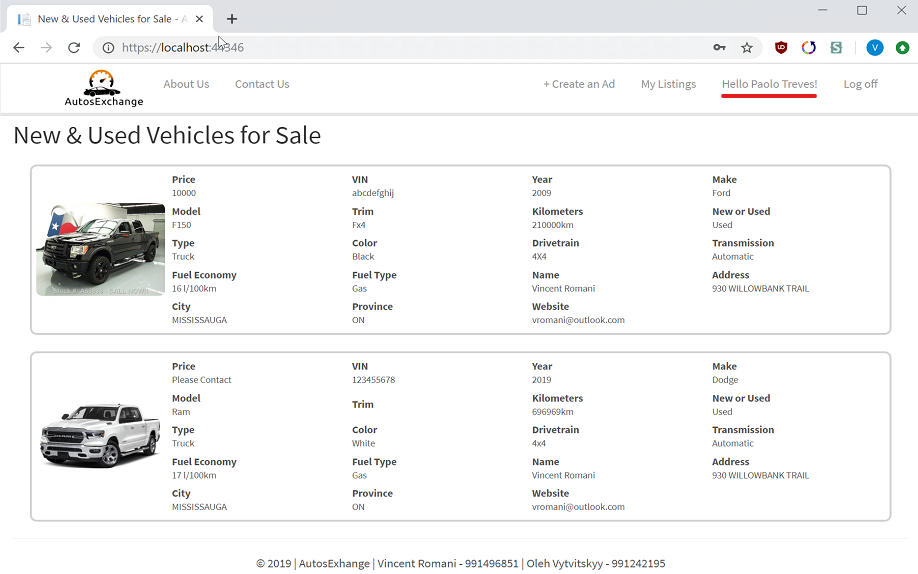 New & Used Vehicles for Sale - A
https://localhost:44346
V
AutosExchange
About Us
Contact Us
+ Create an Ad
My Listings
Hello Paolo Treves!
Log off
New & Used Vehicles for Sale
Price VIN Year Make
10000 abcdefghij 2009 Ford
Model Trim Kilometers New or Used
F150 Fx4 210000km Used
Type Color Drivetrain Transmission
Truck Black 4X4 Automatic
Fuel Economy Fuel Type Name Address
16 l/100km Gas Vincent Romani 930 WILLOWBANK TRAIL
City Province Website
MISSISSAUGA ON vromani@outlook.com
Price VIN Year Make
Please Contact 123455678 2019 Dodge
Model Trim Kilometers New or Used
Ram 696969km Used
Type Color Drivetrain Transmission
Truck White 4x4 Automatic
Fuel Economy Fuel Type Name Address
17 l/100km Gas Vincent Romani 930 WILLOWBANK TRAIL
City Province Website
MISSISSAUGA ON vromani@outlook.com
© 2019 | AutosExhange | Vincent Romani - 991496851 | Oleh Vytvitskyy - 991242195